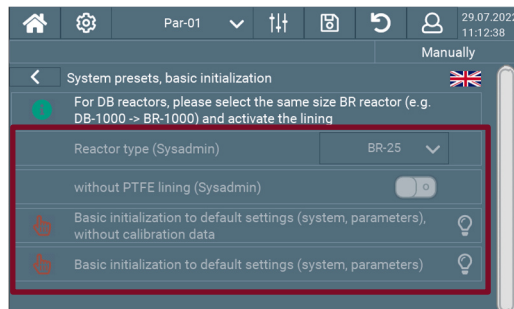 Par-01
29.07.2022
11:12:38
Manually
System presets, basic initialization
For DB reactors, please select the same size BR reactor (e.g.
DB-1000 -> BR-1000) and activate the lining
Reactor type (Sysadmin) BR-25
without PTFE lining (Sysadmin)
Basic initialization to default settings (system, parameters),
without calibration data
Basic initialization to default settings (system, parameters)